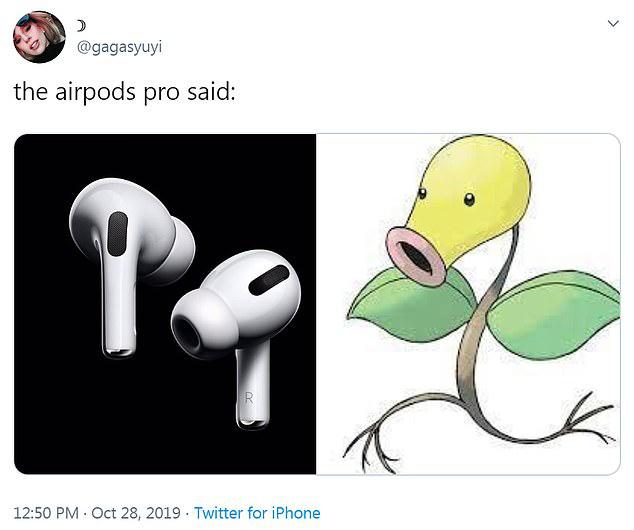 ☽
@gagasyuyi
the airpods pro said:
R
12:50 PM · Oct 28, 2019 · Twitter for iPhone